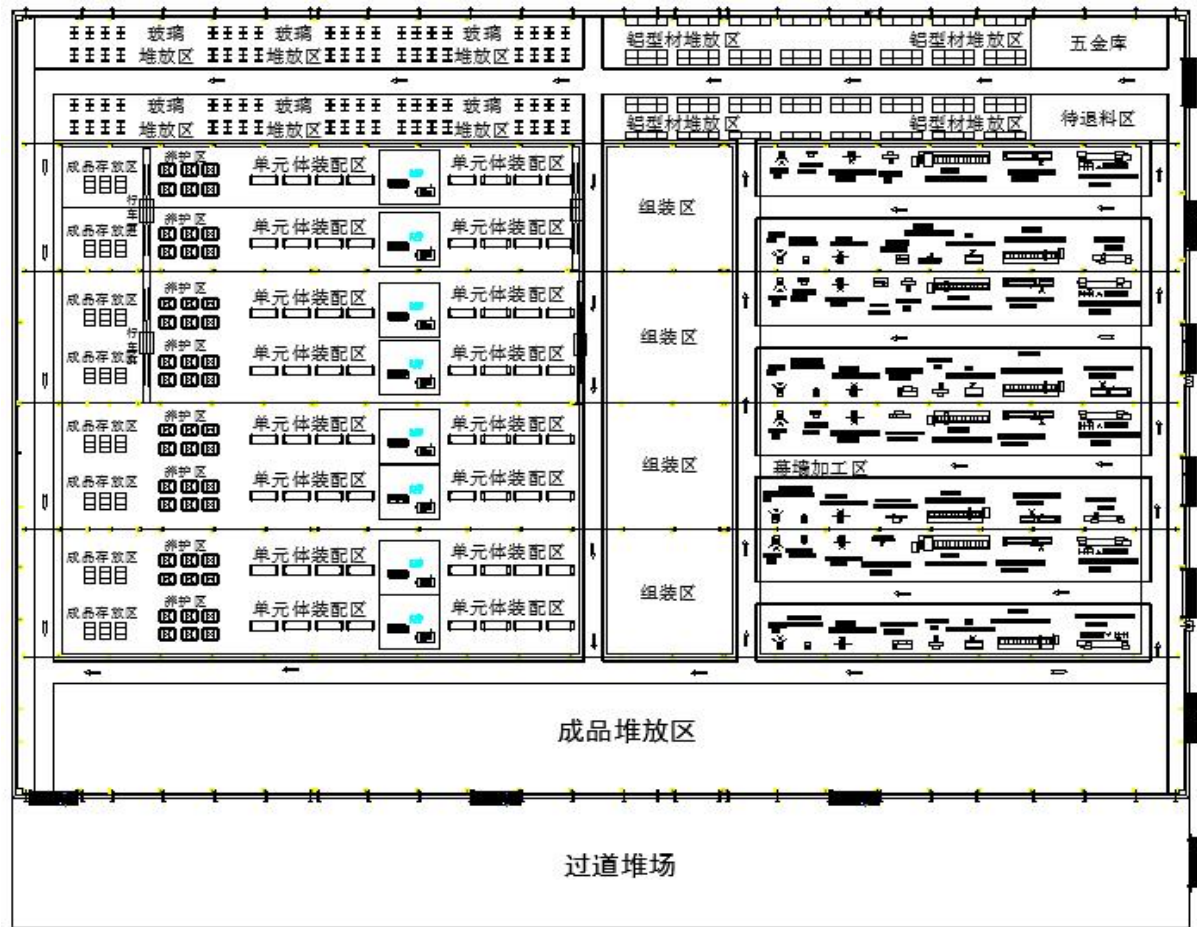 玻璃 玻璃 玻璃
堆放区 堆放区 堆放区
铝型材堆放区 铝型材堆放区 五金库
玻璃 玻璃 玻璃
堆放区 堆放区 堆放区
铝型材堆放区 铝型材堆放区 待退料区
成品存放区 养护区 单元体装配区 单元体装配区
行车
组装区
成品存放区 养护区 单元体装配区 单元体装配区
成品存放区 养护区 单元体装配区 单元体装配区
行车
组装区
成品存放区 养护区 单元体装配区 单元体装配区
成品存放区 养护区 单元体装配区 单元体装配区
组装区
幕墙加工区
成品存放区 养护区 单元体装配区 单元体装配区
成品存放区 养护区 单元体装配区 单元体装配区
组装区
成品存放区 养护区 单元体装配区 单元体装配区
成品堆放区
过道堆场